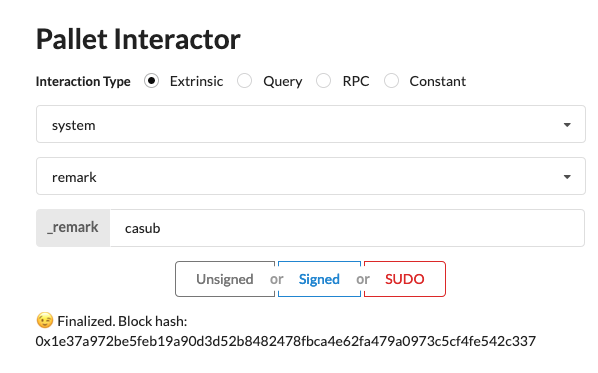 Pallet Interactor
Interaction Type Extrinsic Query RPC Constant
system
remark
_remark casub
Unsigned or Signed or SUDO
😉 Finalized. Block hash:
0x1e37a972be5feb19a90d3d52b8482478fbca4e62fa479a0973c5cf4fe542c337